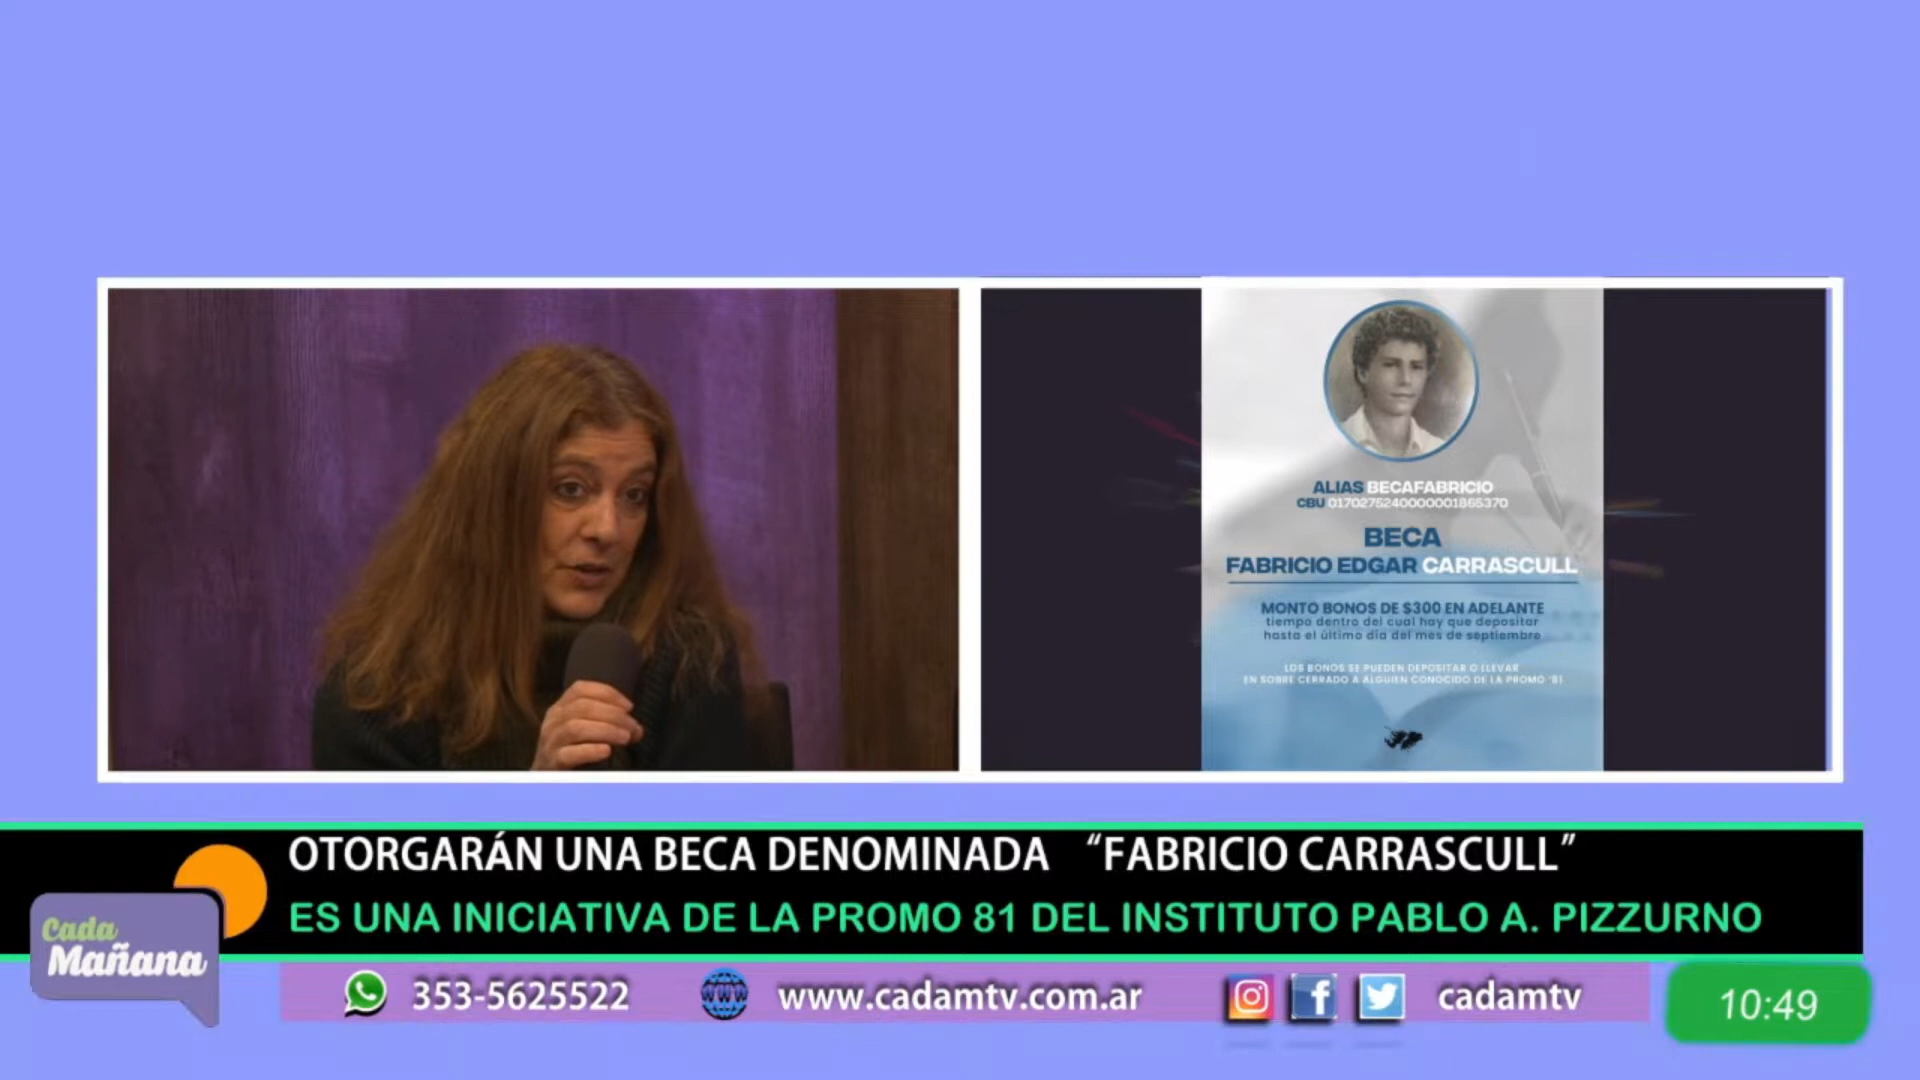 ALIAS BECAFABRICIO
CBU 0170275240000001865370
BECA
FABRICIO EDGAR CARRASCULL
MONTO BONOS DE $300 EN ADELANTE
tiempo dentro del cual hay que depositar
hasta el último día del mes de septiembre
LOS BONOS SE PUEDEN DEPOSITAR O LLEVAR
EN SOBRE CERRADO A ALGUIEN CONOCIDO DE LA PROMO '81
OTORGARÁN UNA BECA DENOMINADA “FABRICIO CARRASCULL”
ES UNA INICIATIVA DE LA PROMO 81 DEL INSTITUTO PABLO A. PIZZURNO
Cada
Mañana
353-5625522
www.cadamtv.com.ar
cadamtv
10:49